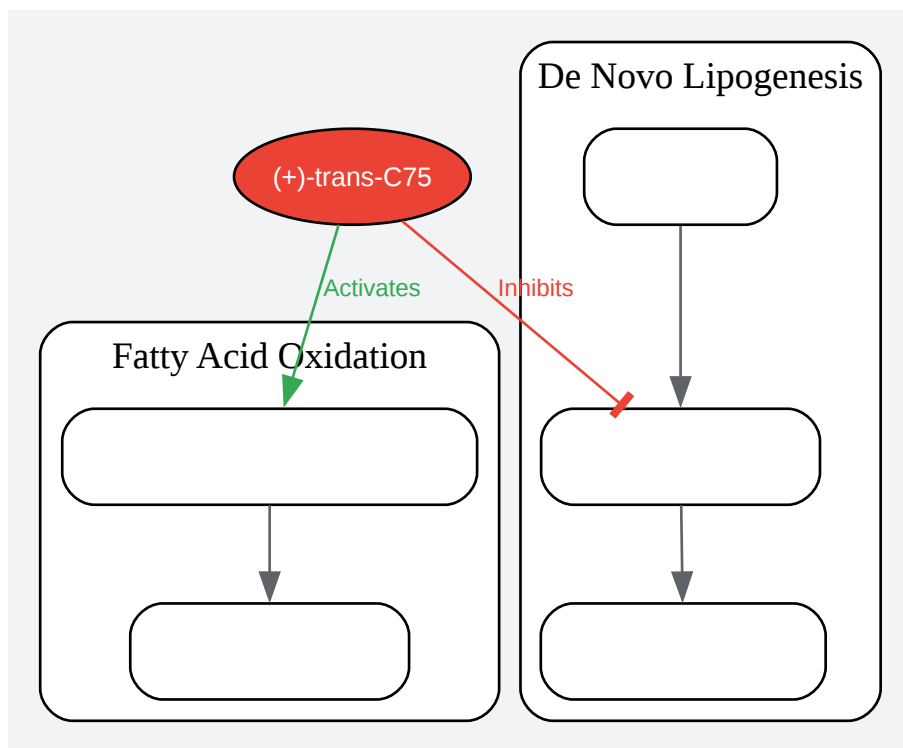 De Novo Lipogenesis
(+)-trans-C75
Activates
Inhibits
Fatty Acid Oxidation